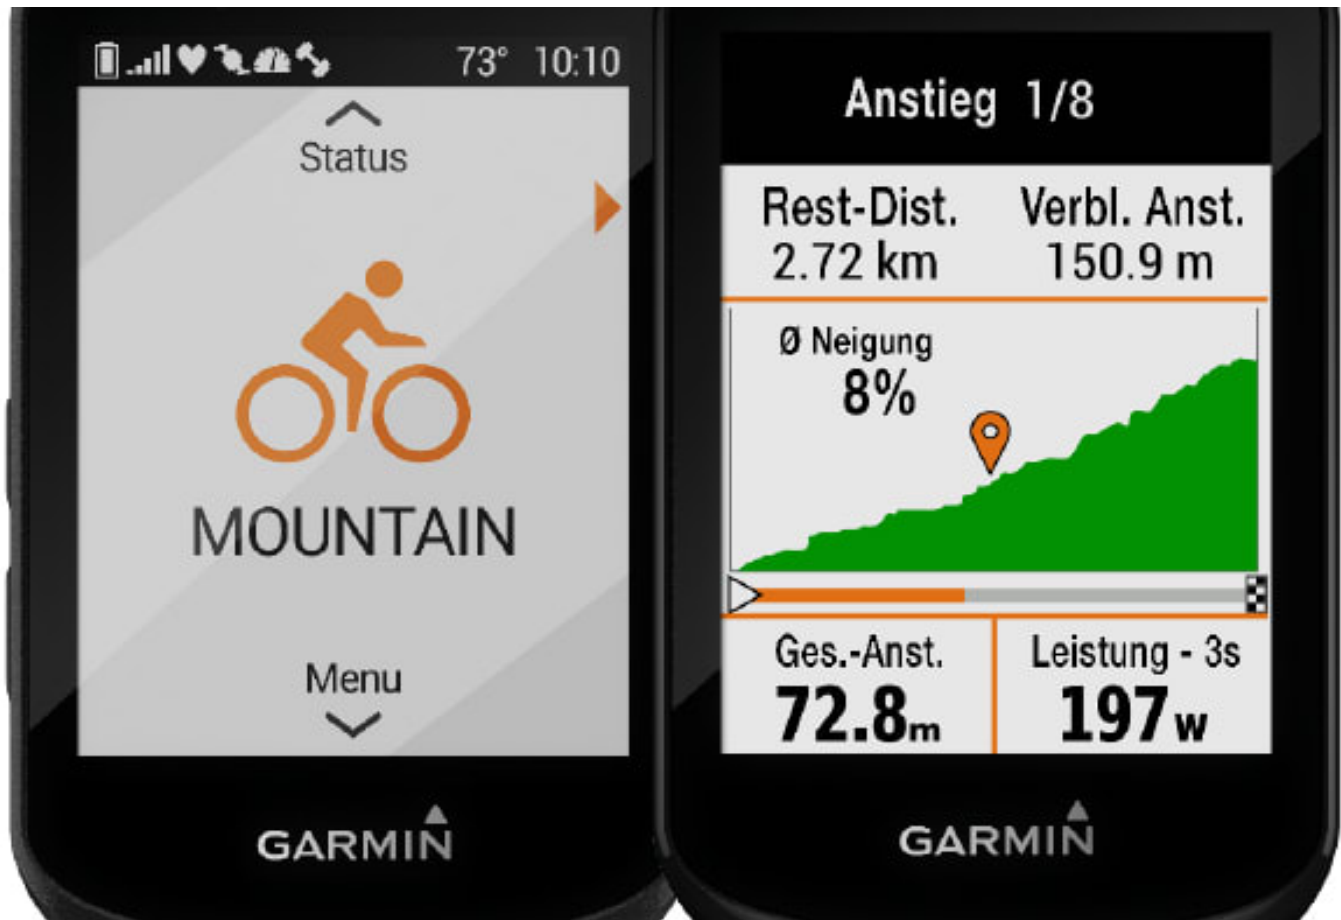 73° 10:10
Status
MOUNTAIN
Menu
GARMIN
Anstieg 1/8
Rest-Dist. Verbl. Anst.
2.72 km 150.9 m
Ø Neigung
8%
Ges.-Anst. Leistung - 3s
72.8m 197w
GARMIN